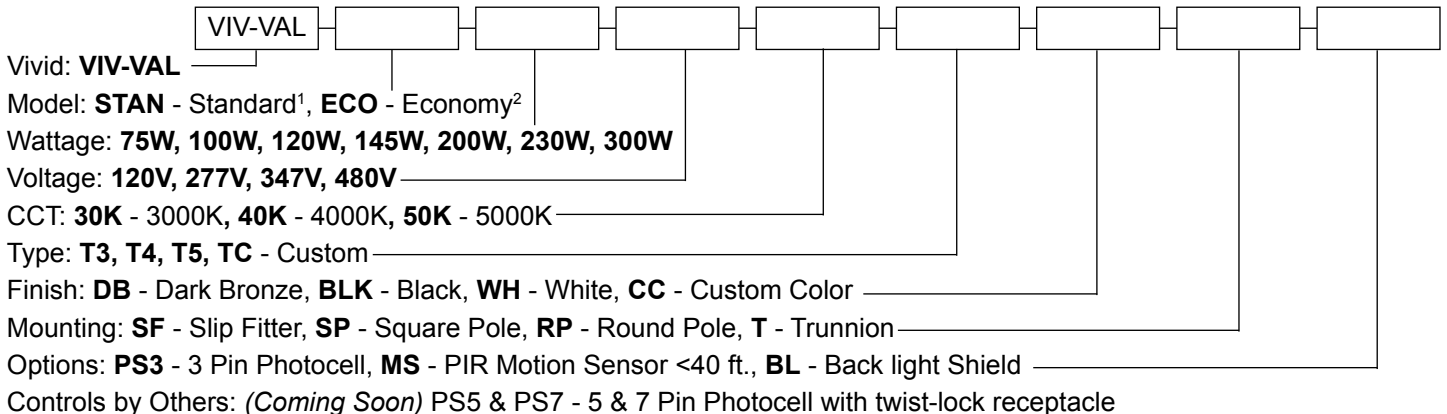 VIV-VAL
Vivid: VIV-VAL
Model: STAN - Standard¹, ECO - Economy²
Wattage: 75W, 100W, 120W, 145W, 200W, 230W, 300W
Voltage: 120V, 277V, 347V, 480V
CCT: 30K - 3000K, 40K - 4000K, 50K - 5000K
Type: T3, T4, T5, TC - Custom
Finish: DB - Dark Bronze, BLK - Black, WH - White, CC - Custom Color
Mounting: SF - Slip Fitter, SP - Square Pole, RP - Round Pole, T - Trunnion
Options: PS3 - 3 Pin Photocell, MS - PIR Motion Sensor <40 ft., BL - Back light Shield
Controls by Others: (Coming Soon) PS5 & PS7 - 5 & 7 Pin Photocell with twist-lock receptacle